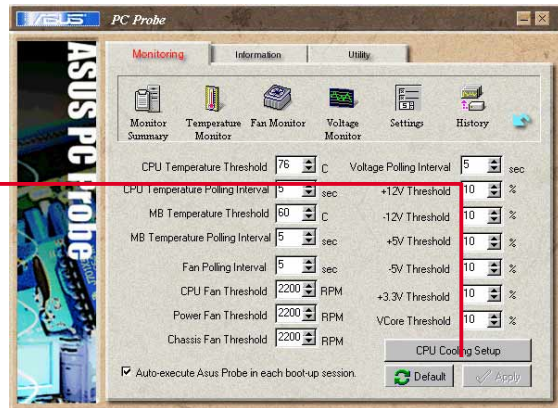 /ISUS PC Probe
ASUS PC Probe
Monitoring Information Utility
Monitor Summary Temperature Monitor Fan Monitor Voltage Monitor Settings History
CPU Temperature Threshold 76 C Voltage Polling Interval 5 sec
CPU Temperature Polling Interval 5 sec +12V Threshold 10 %
MB Temperature Threshold 60 C -12V Threshold 10 %
MB Temperature Polling Interval 5 sec +5V Threshold 10 %
Fan Polling Interval 5 sec -5V Threshold 10 %
CPU Fan Threshold 2200 RPM +3.3V Threshold 10 %
Power Fan Threshold 2200 RPM VCore Threshold 10 %
Chassis Fan Threshold 2200 RPM
CPU Cooling Setup
Auto-execute Asus Probe in each boot-up session. Default Apply